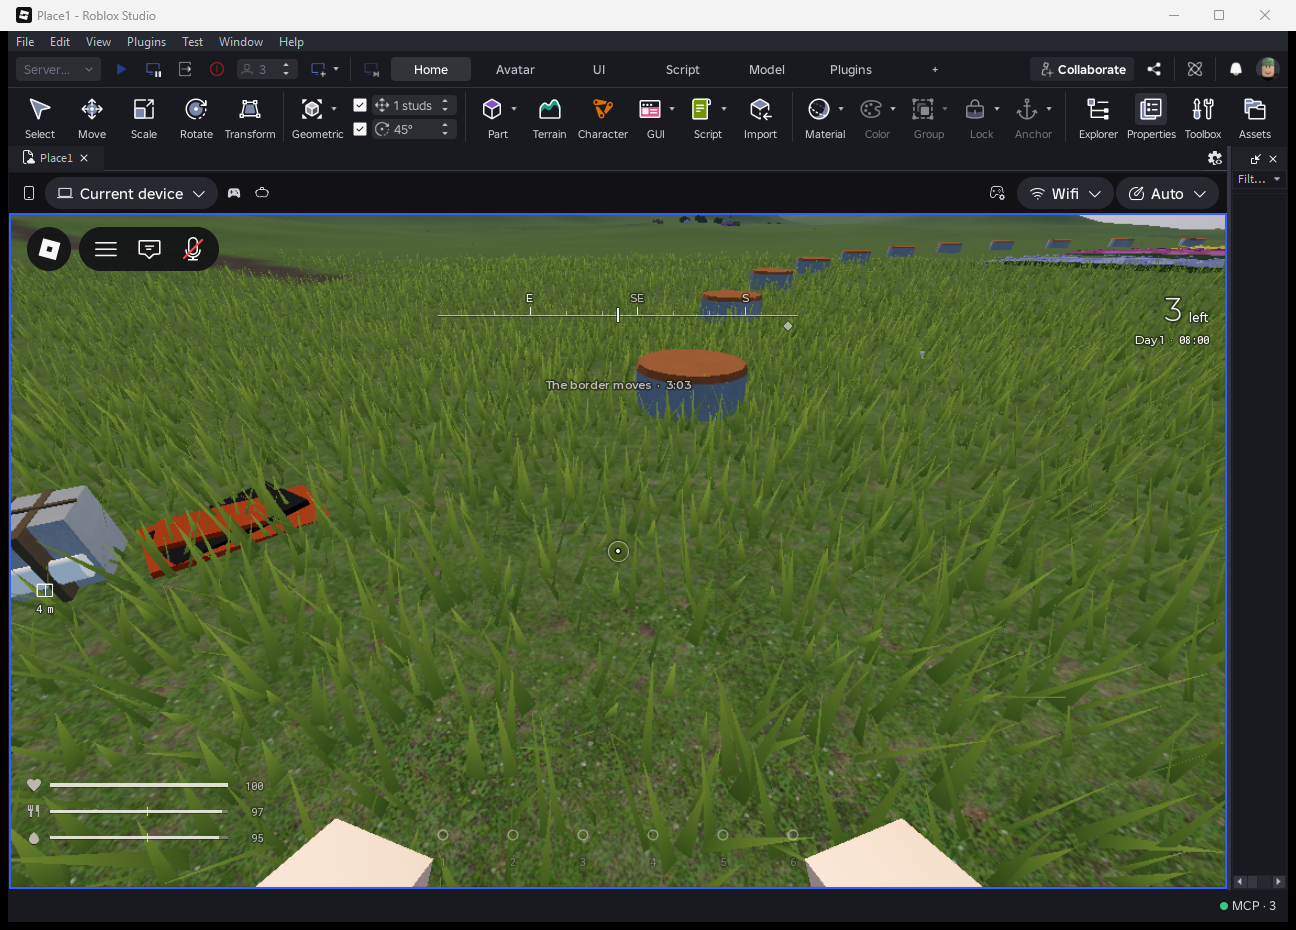 Place1 - Roblox Studio
File Edit View Plugins Test Window Help
Server... 3 Home Avatar UI Script Model Plugins + Collaborate
Select Move Scale Rotate Transform Geometric 1 studs 45° Part Terrain Character GUI Script Import Material Color Group Lock Anchor Explorer Properties Toolbox Assets
Place1
Filt...
Current device Wifi Auto
E SE S
3 left
Day 1 · 08:00
The border moves · 3:03
4 m
100
97
95
1 2 3 4 5 6
MCP · 3